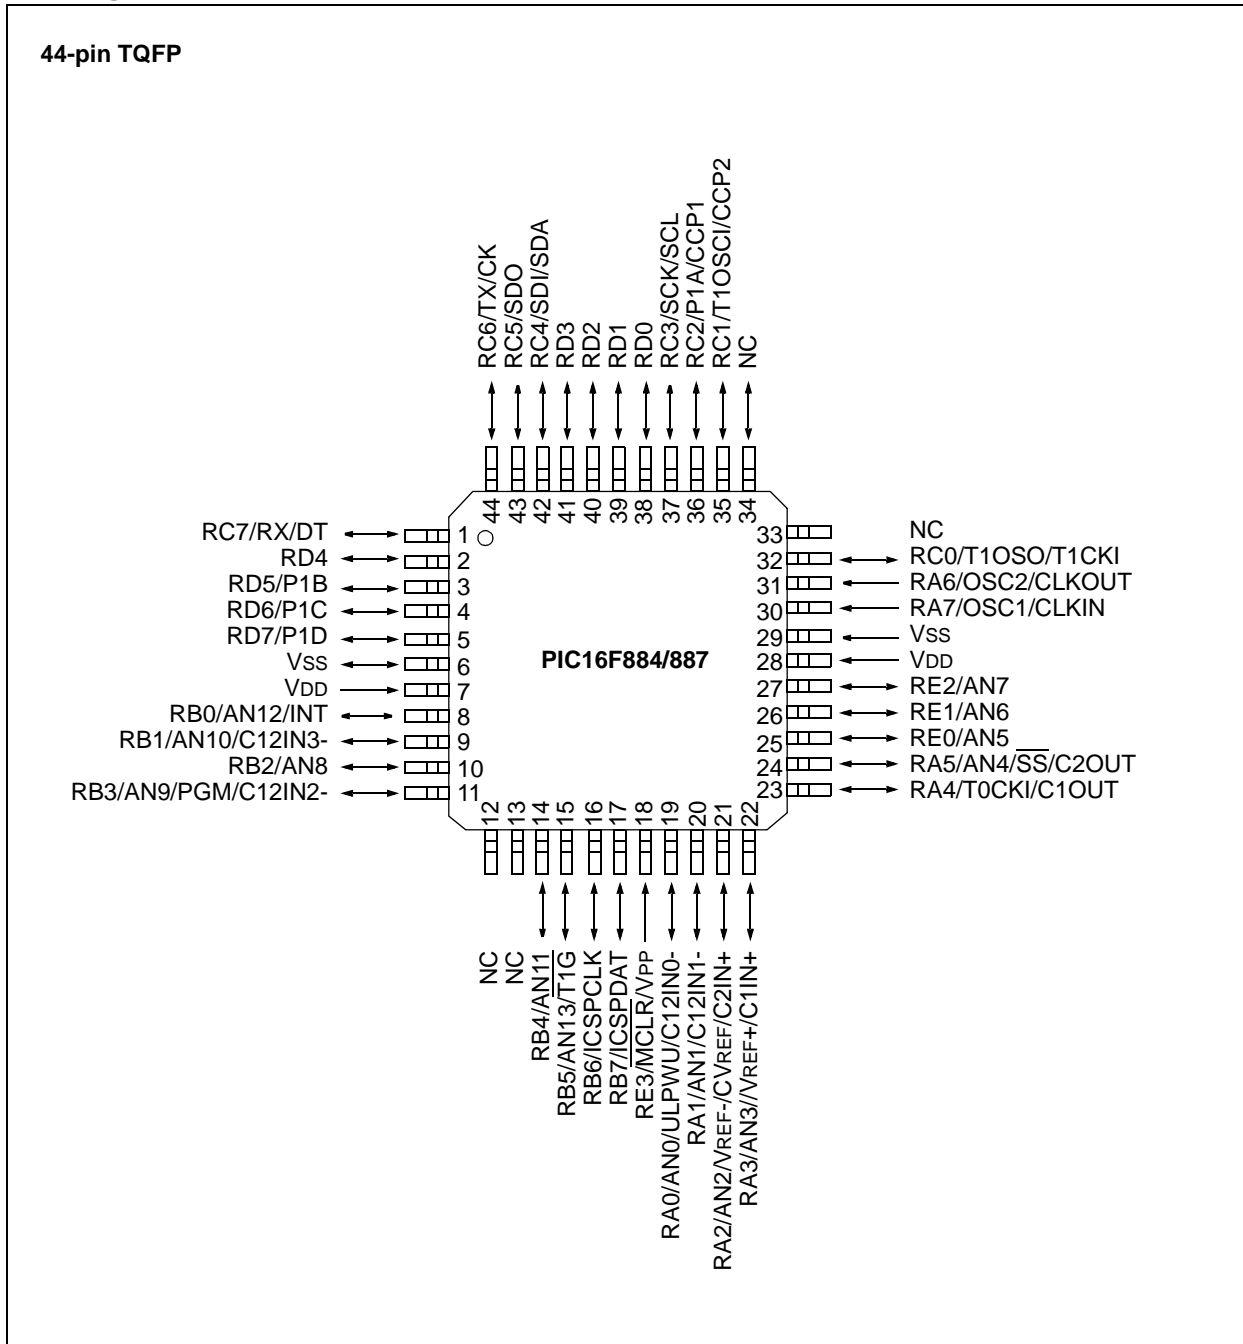 44-pin TQFP
RC6/TX/CK
RC5/SDO
RC4/SDI/SDA
RD3
RD2
RD1
RD0
RC3/SCK/SCL
RC2/P1A/CCP1
RC1/T1OSCI/CCP2
NC
44
43
42
41
40
39
38
37
36
35
34
RC7/RX/DT 1
RD4 2
RD5/P1B 3
RD6/P1C 4
RD7/P1D 5
VSS 6
VDD 7
RB0/AN12/INT 8
RB1/AN10/C12IN3- 9
RB2/AN8 10
RB3/AN9/PGM/C12IN2- 11
PIC16F884/887
33 NC
32 RC0/T1OSO/T1CKI
31 RA6/OSC2/CLKOUT
30 RA7/OSC1/CLKIN
29 VSS
28 VDD
27 RE2/AN7
26 RE1/AN6
25 RE0/AN5
24 RA5/AN4/S̅S̅/C2OUT
23 RA4/T0CKI/C1OUT
12
13
14
15
16
17
18
19
20
21
22
NC
NC
RB4/AN11
RB5/AN13/T̅1̅G̅
RB6/ICSPCLK
RB7/ICSPDAT
RE3/M̅C̅L̅R̅/VPP
RA0/AN0/ULPWU/C12IN0-
RA1/AN1/C12IN1-
RA2/AN2/VREF-/CVREF/C2IN+
RA3/AN3//VREF+/C1IN+